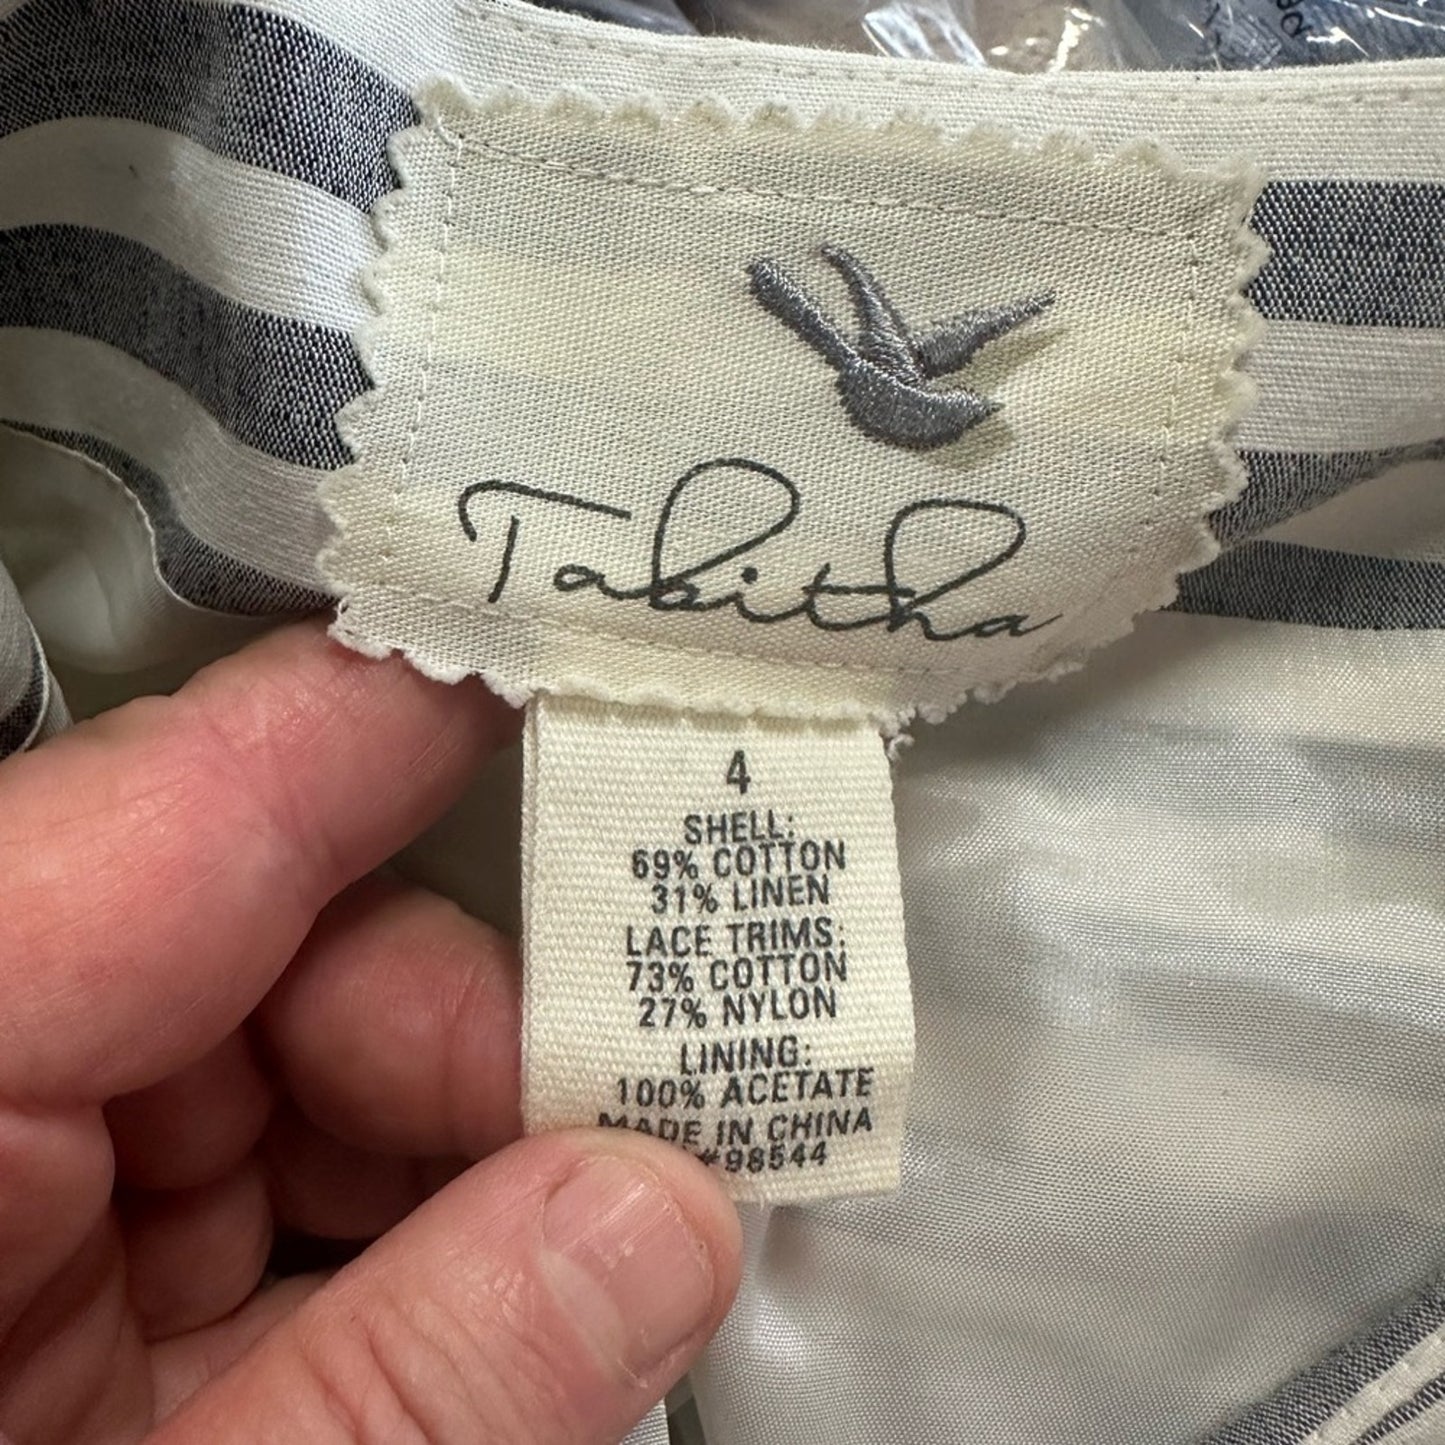 Tabitha
4
SHELL:
69% COTTON
31% LINEN
LACE TRIMS:
73% COTTON
27% NYLON
LINING:
100% ACETATE
MADE IN CHINA
#98544